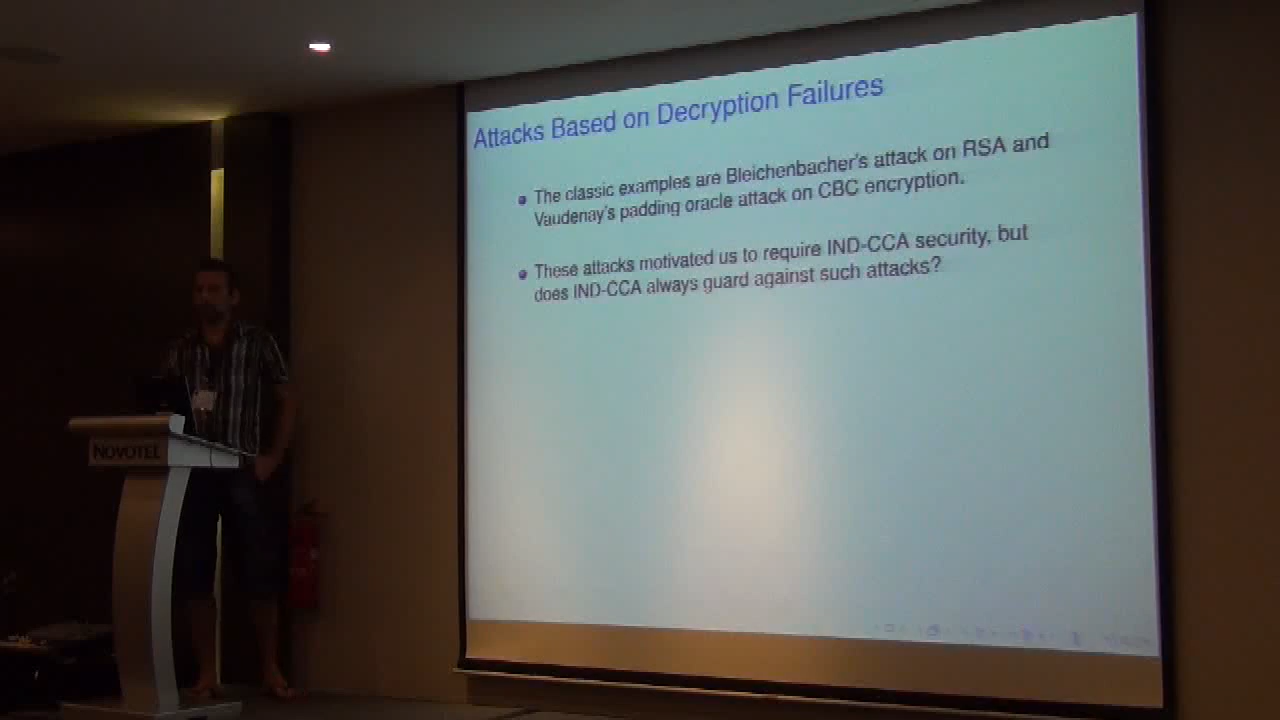 Attacks Based on Decryption Failures
The classic examples are Bleichenbacher's attack on RSA and
Vaudenay's padding oracle attack on CBC encryption.
These attacks motivated us to require IND-CCA security, but
does IND-CCA always guard against such attacks?
NOVOTEL